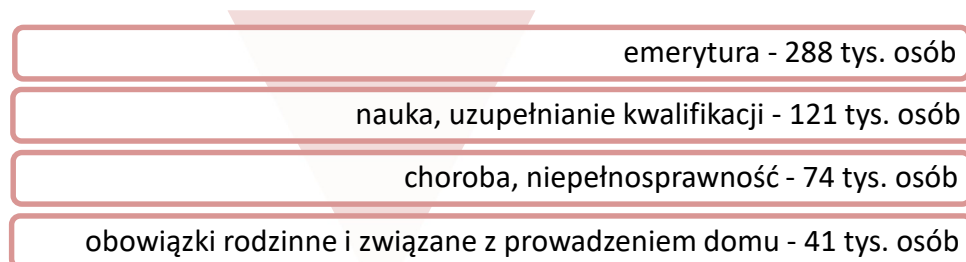 emerytura - 288 tys. osób
nauka, uzupełnianie kwalifikacji - 121 tys. osób
choroba, niepełnosprawność - 74 tys. osób
obowiązki rodzinne i związane z prowadzeniem domu - 41 tys. osób